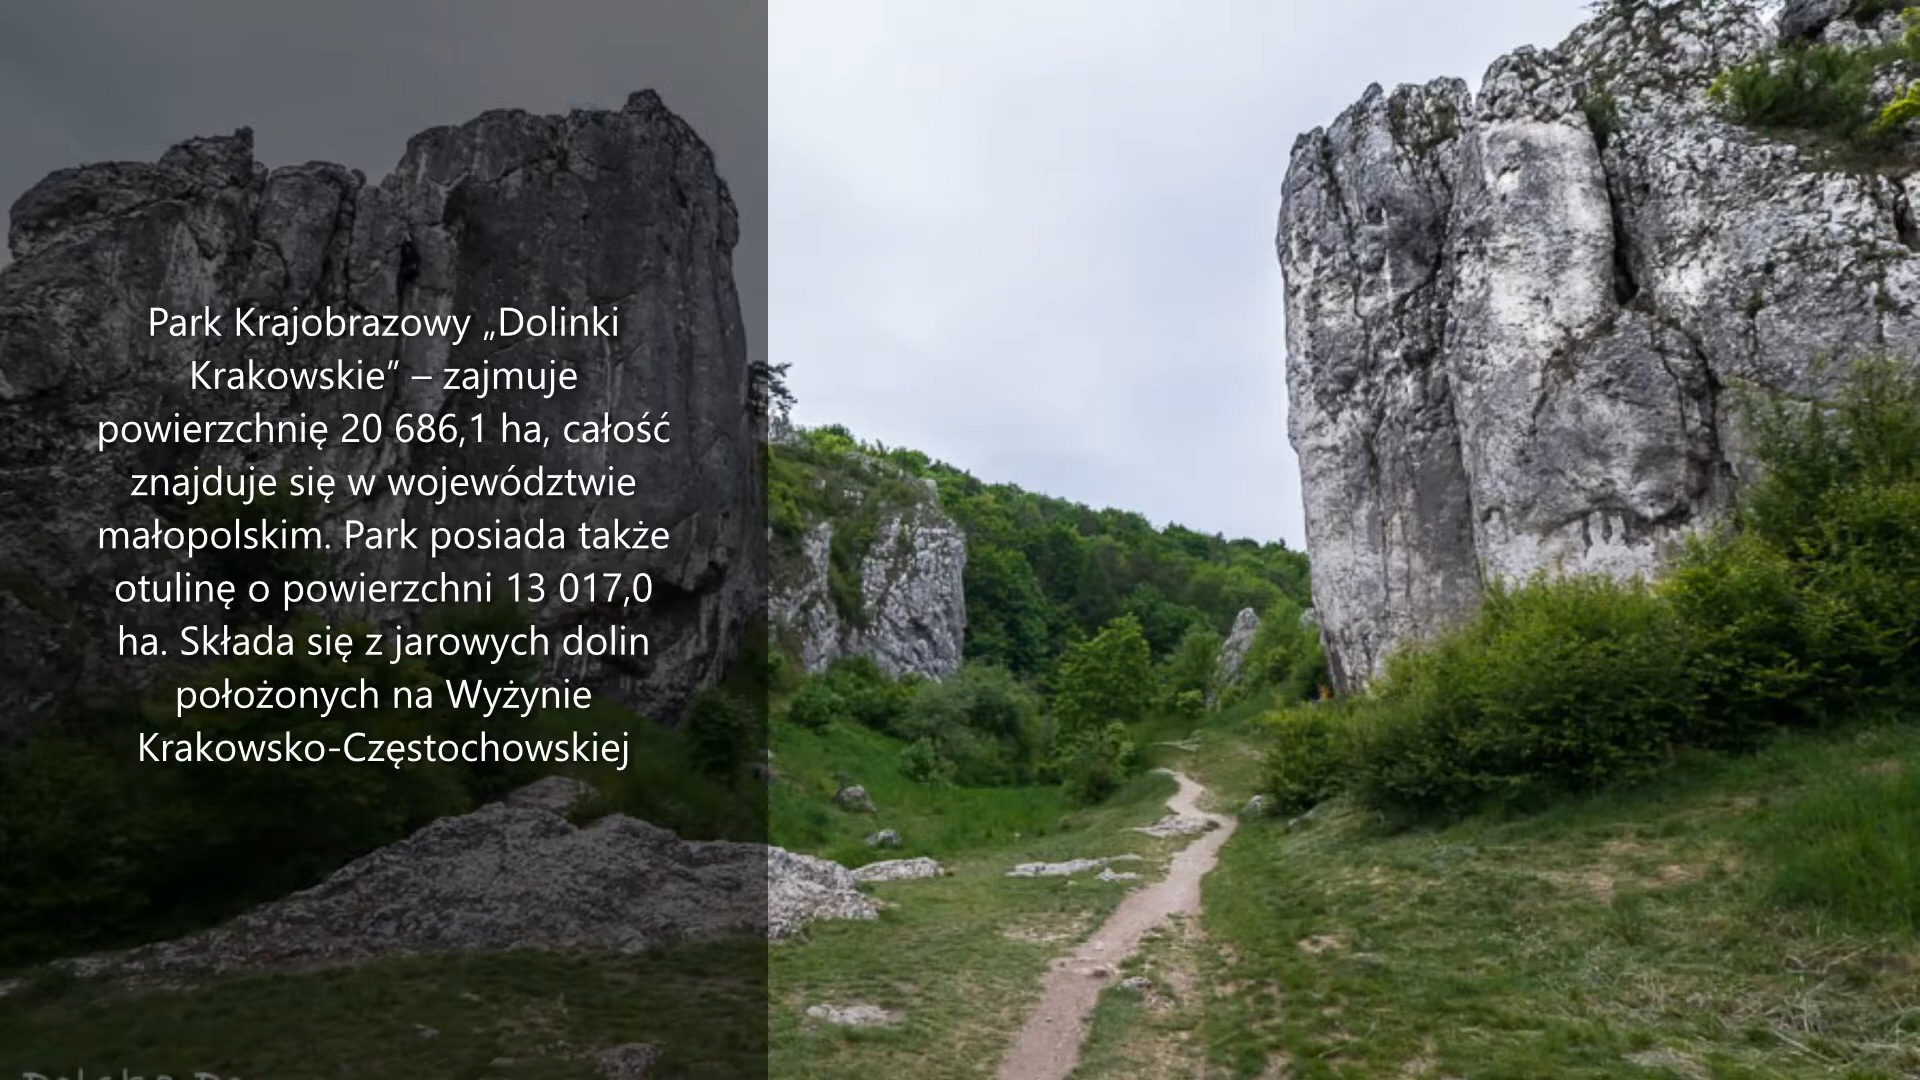 Park Krajobrazowy „Dolinki
Krakowskie” – zajmuje
powierzchnię 20 686,1 ha, całość
znajduje się w województwie
małopolskim. Park posiada także
otulinę o powierzchni 13 017,0
ha. Składa się z jarowych dolin
położonych na Wyżynie
Krakowsko-Częstochowskiej